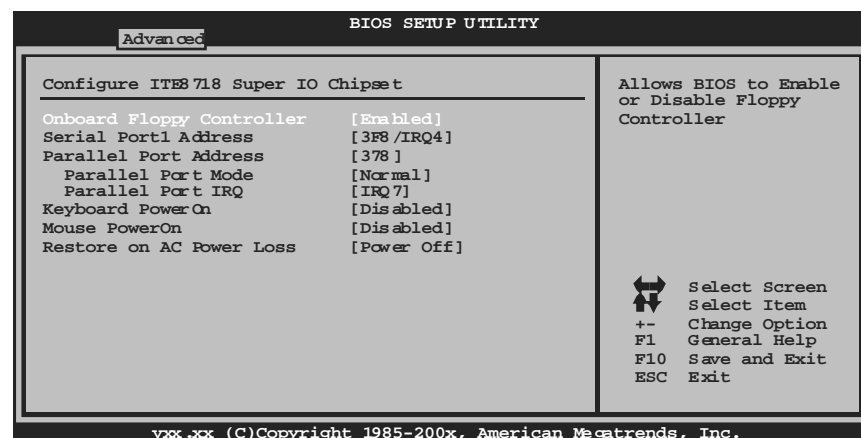 BIOS SETUP UTILITY
Advanced
Configure ITE8718 Super IO Chipset
Onboard Floppy Controller [Enabled]
Serial Port1 Address [3F8/IRQ4]
Parallel Port Address [378]
Parallel Port Mode [Normal]
Parallel Port IRQ [IRQ7]
Keyboard PowerOn [Disabled]
Mouse PowerOn [Disabled]
Restore on AC Power Loss [Power Off]
Allows BIOS to Enable
or Disable Floppy
Controller
Select Screen
Select Item
+- Change Option
F1 General Help
F10 Save and Exit
ESC Exit
vxx.xx (C)Copyright 1985-200x, American Megatrends, Inc.